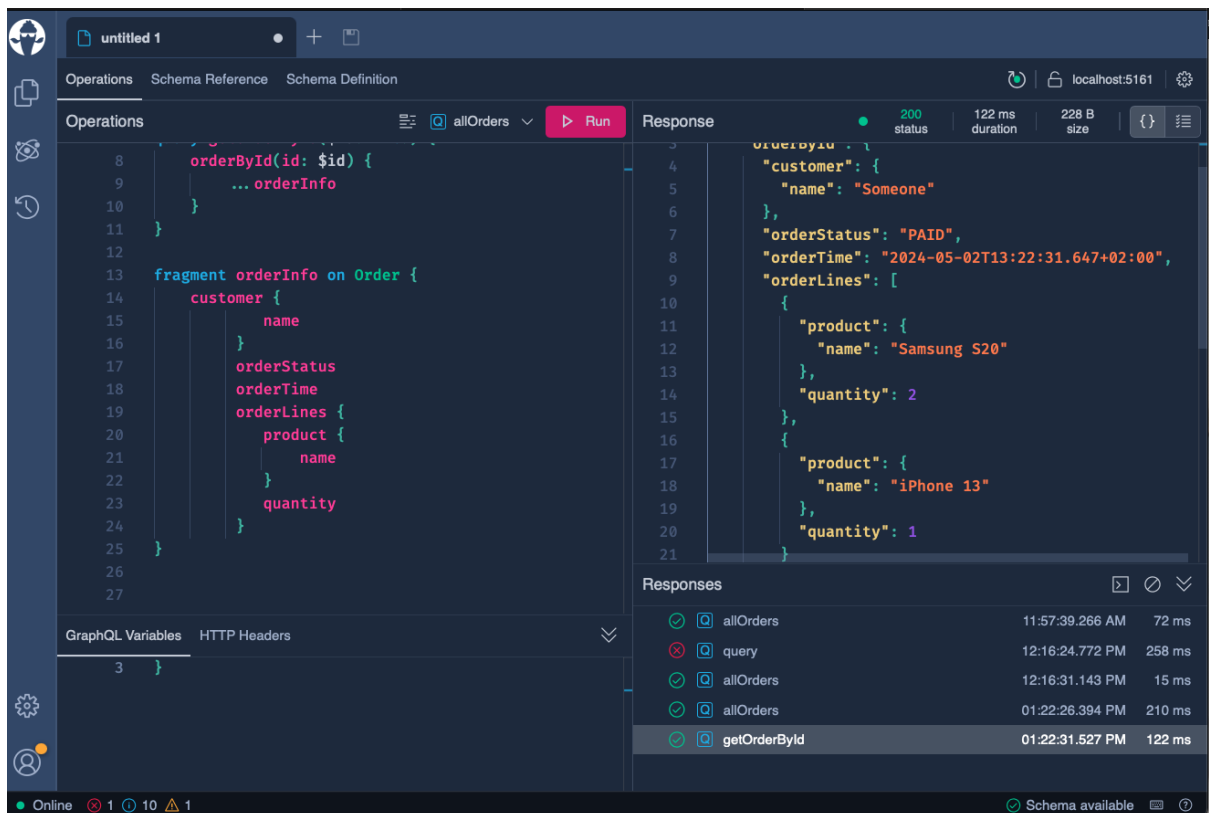 untitled 1
Operations Schema Reference Schema Definition
localhost:5161
Operations
allOrders
Run
8 orderById(id: $id) {
9 ...orderInfo
10 }
11 }
12
13 fragment orderInfo on Order {
14 customer {
15 name
16 }
17 orderStatus
18 orderTime
19 orderLines {
20 product {
21 name
22 }
23 quantity
24 }
25 }
26
27
GraphQL Variables HTTP Headers
3 }
Response
200 status
122 ms duration
228 B size
{}
3 "orderById": {
4 "customer": {
5 "name": "Someone"
6 },
7 "orderStatus": "PAID",
8 "orderTime": "2024-05-02T13:22:31.647+02:00",
9 "orderLines": [
10 {
11 "product": {
12 "name": "Samsung S20"
13 },
14 "quantity": 2
15 },
16 {
17 "product": {
18 "name": "iPhone 13"
19 },
20 "quantity": 1
21 }
Responses
Q allOrders 11:57:39.266 AM 72 ms
Q query 12:16:24.772 PM 258 ms
Q allOrders 12:16:31.143 PM 15 ms
Q allOrders 01:22:26.394 PM 210 ms
Q getOrderById 01:22:31.527 PM 122 ms
Online 1 10 1
Schema available